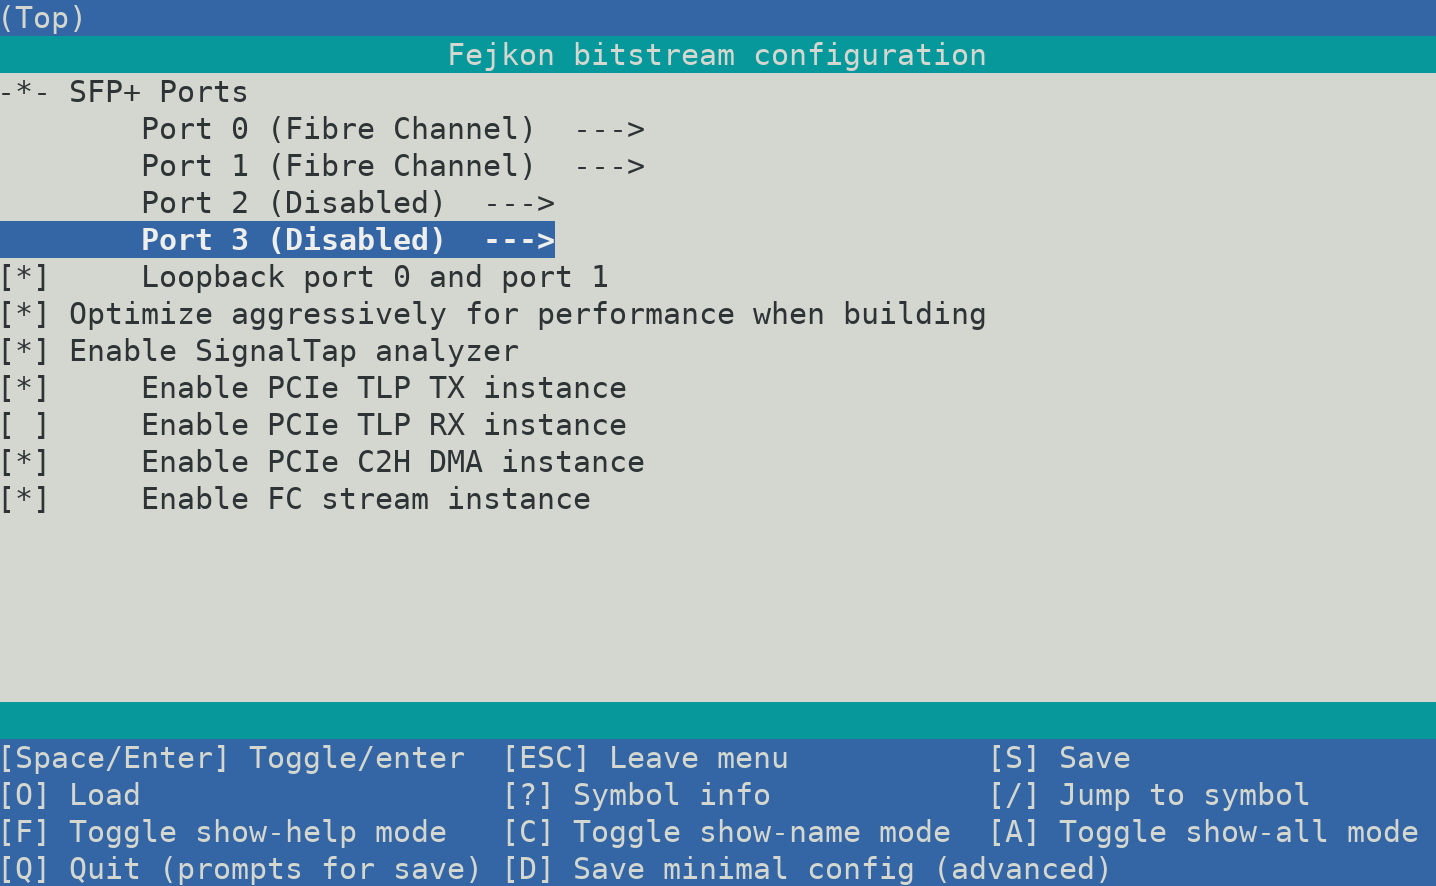 (Top)
Fejkon bitstream configuration
-*- SFP+ Ports
Port 0 (Fibre Channel)  --->
Port 1 (Fibre Channel)  --->
Port 2 (Disabled)  --->
Port 3 (Disabled)  --->
[*]     Loopback port 0 and port 1
[*] Optimize aggressively for performance when building
[*] Enable SignalTap analyzer
[*]     Enable PCIe TLP TX instance
[ ]     Enable PCIe TLP RX instance
[*]     Enable PCIe C2H DMA instance
[*]     Enable FC stream instance
[Space/Enter] Toggle/enter  [ESC] Leave menu           [S] Save
[O] Load                    [?] Symbol info            [/] Jump to symbol
[F] Toggle show-help mode   [C] Toggle show-name mode  [A] Toggle show-all mode
[Q] Quit (prompts for save) [D] Save minimal config (advanced)